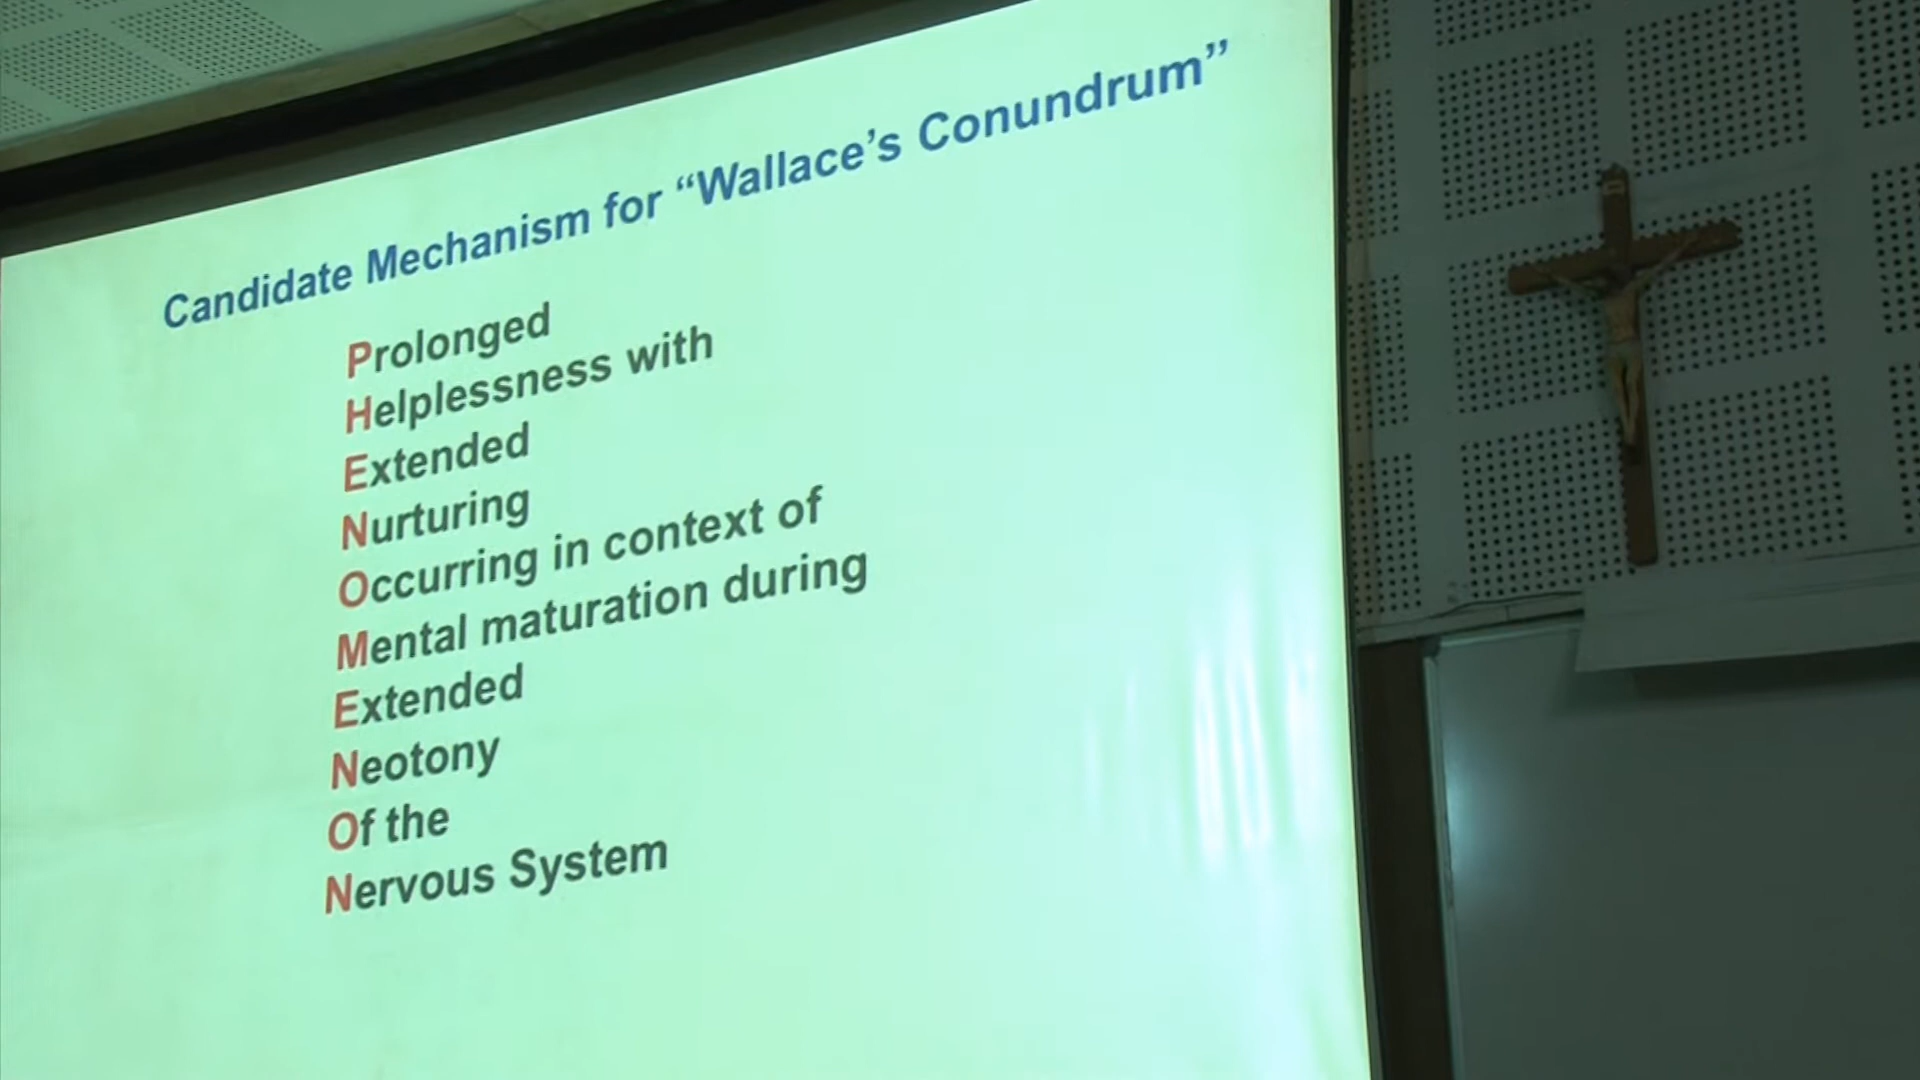 Candidate Mechanism for “Wallace’s Conundrum”
Prolonged
Helplessness with
Extended
Nurturing
Occurring in context of
Mental maturation during
Extended
Neotony
Of the
Nervous System